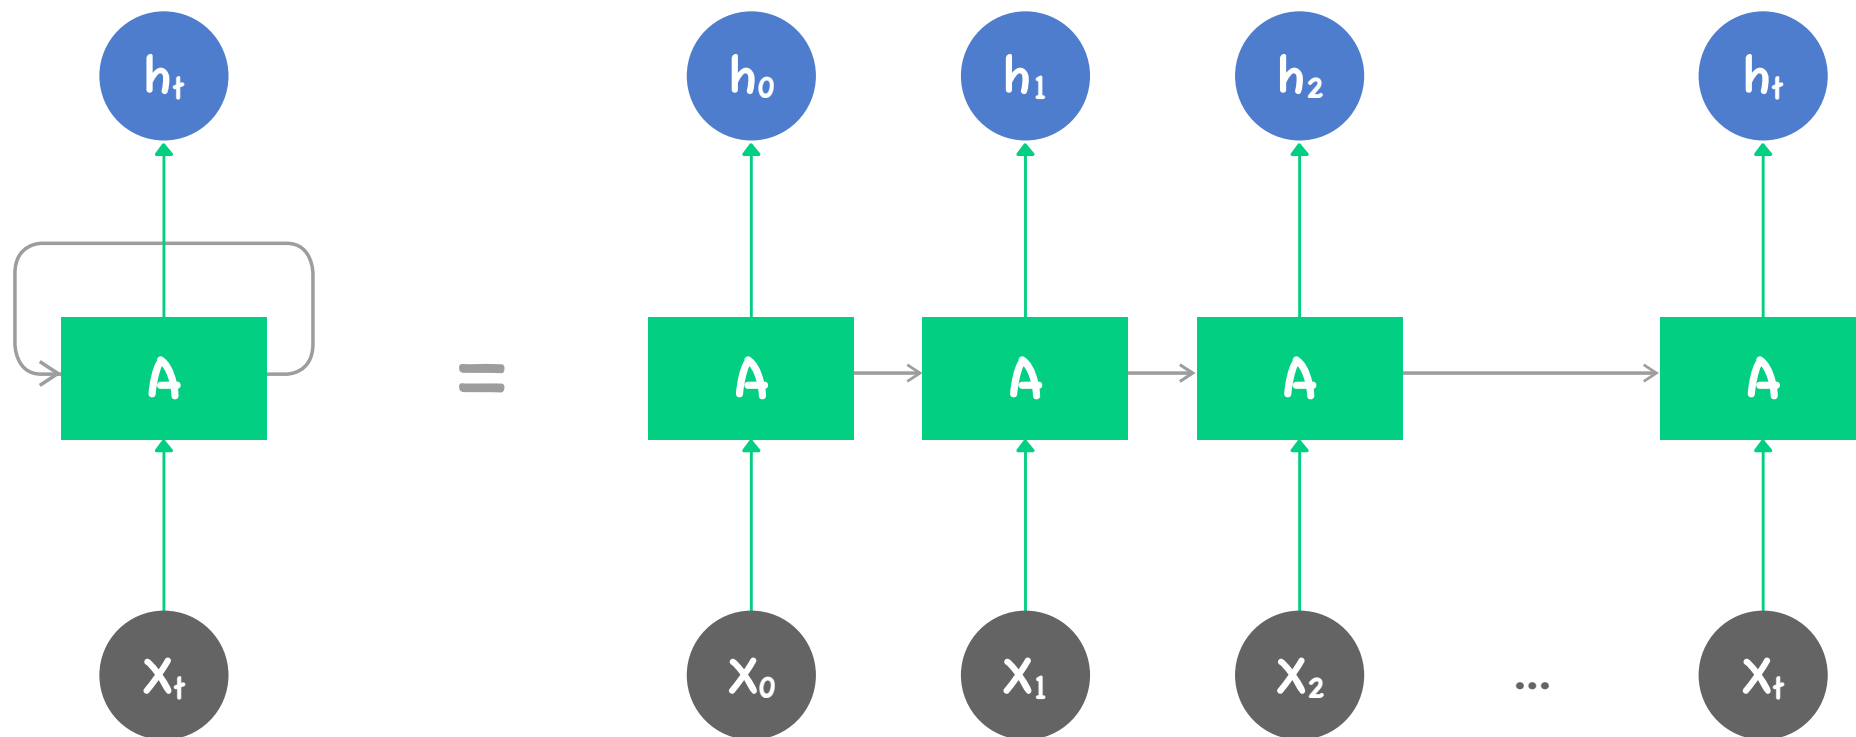 hₜ h₀ h₁ h₂ hₜ
A = A A A A
xₜ x₀ x₁ x₂ ... xₜ